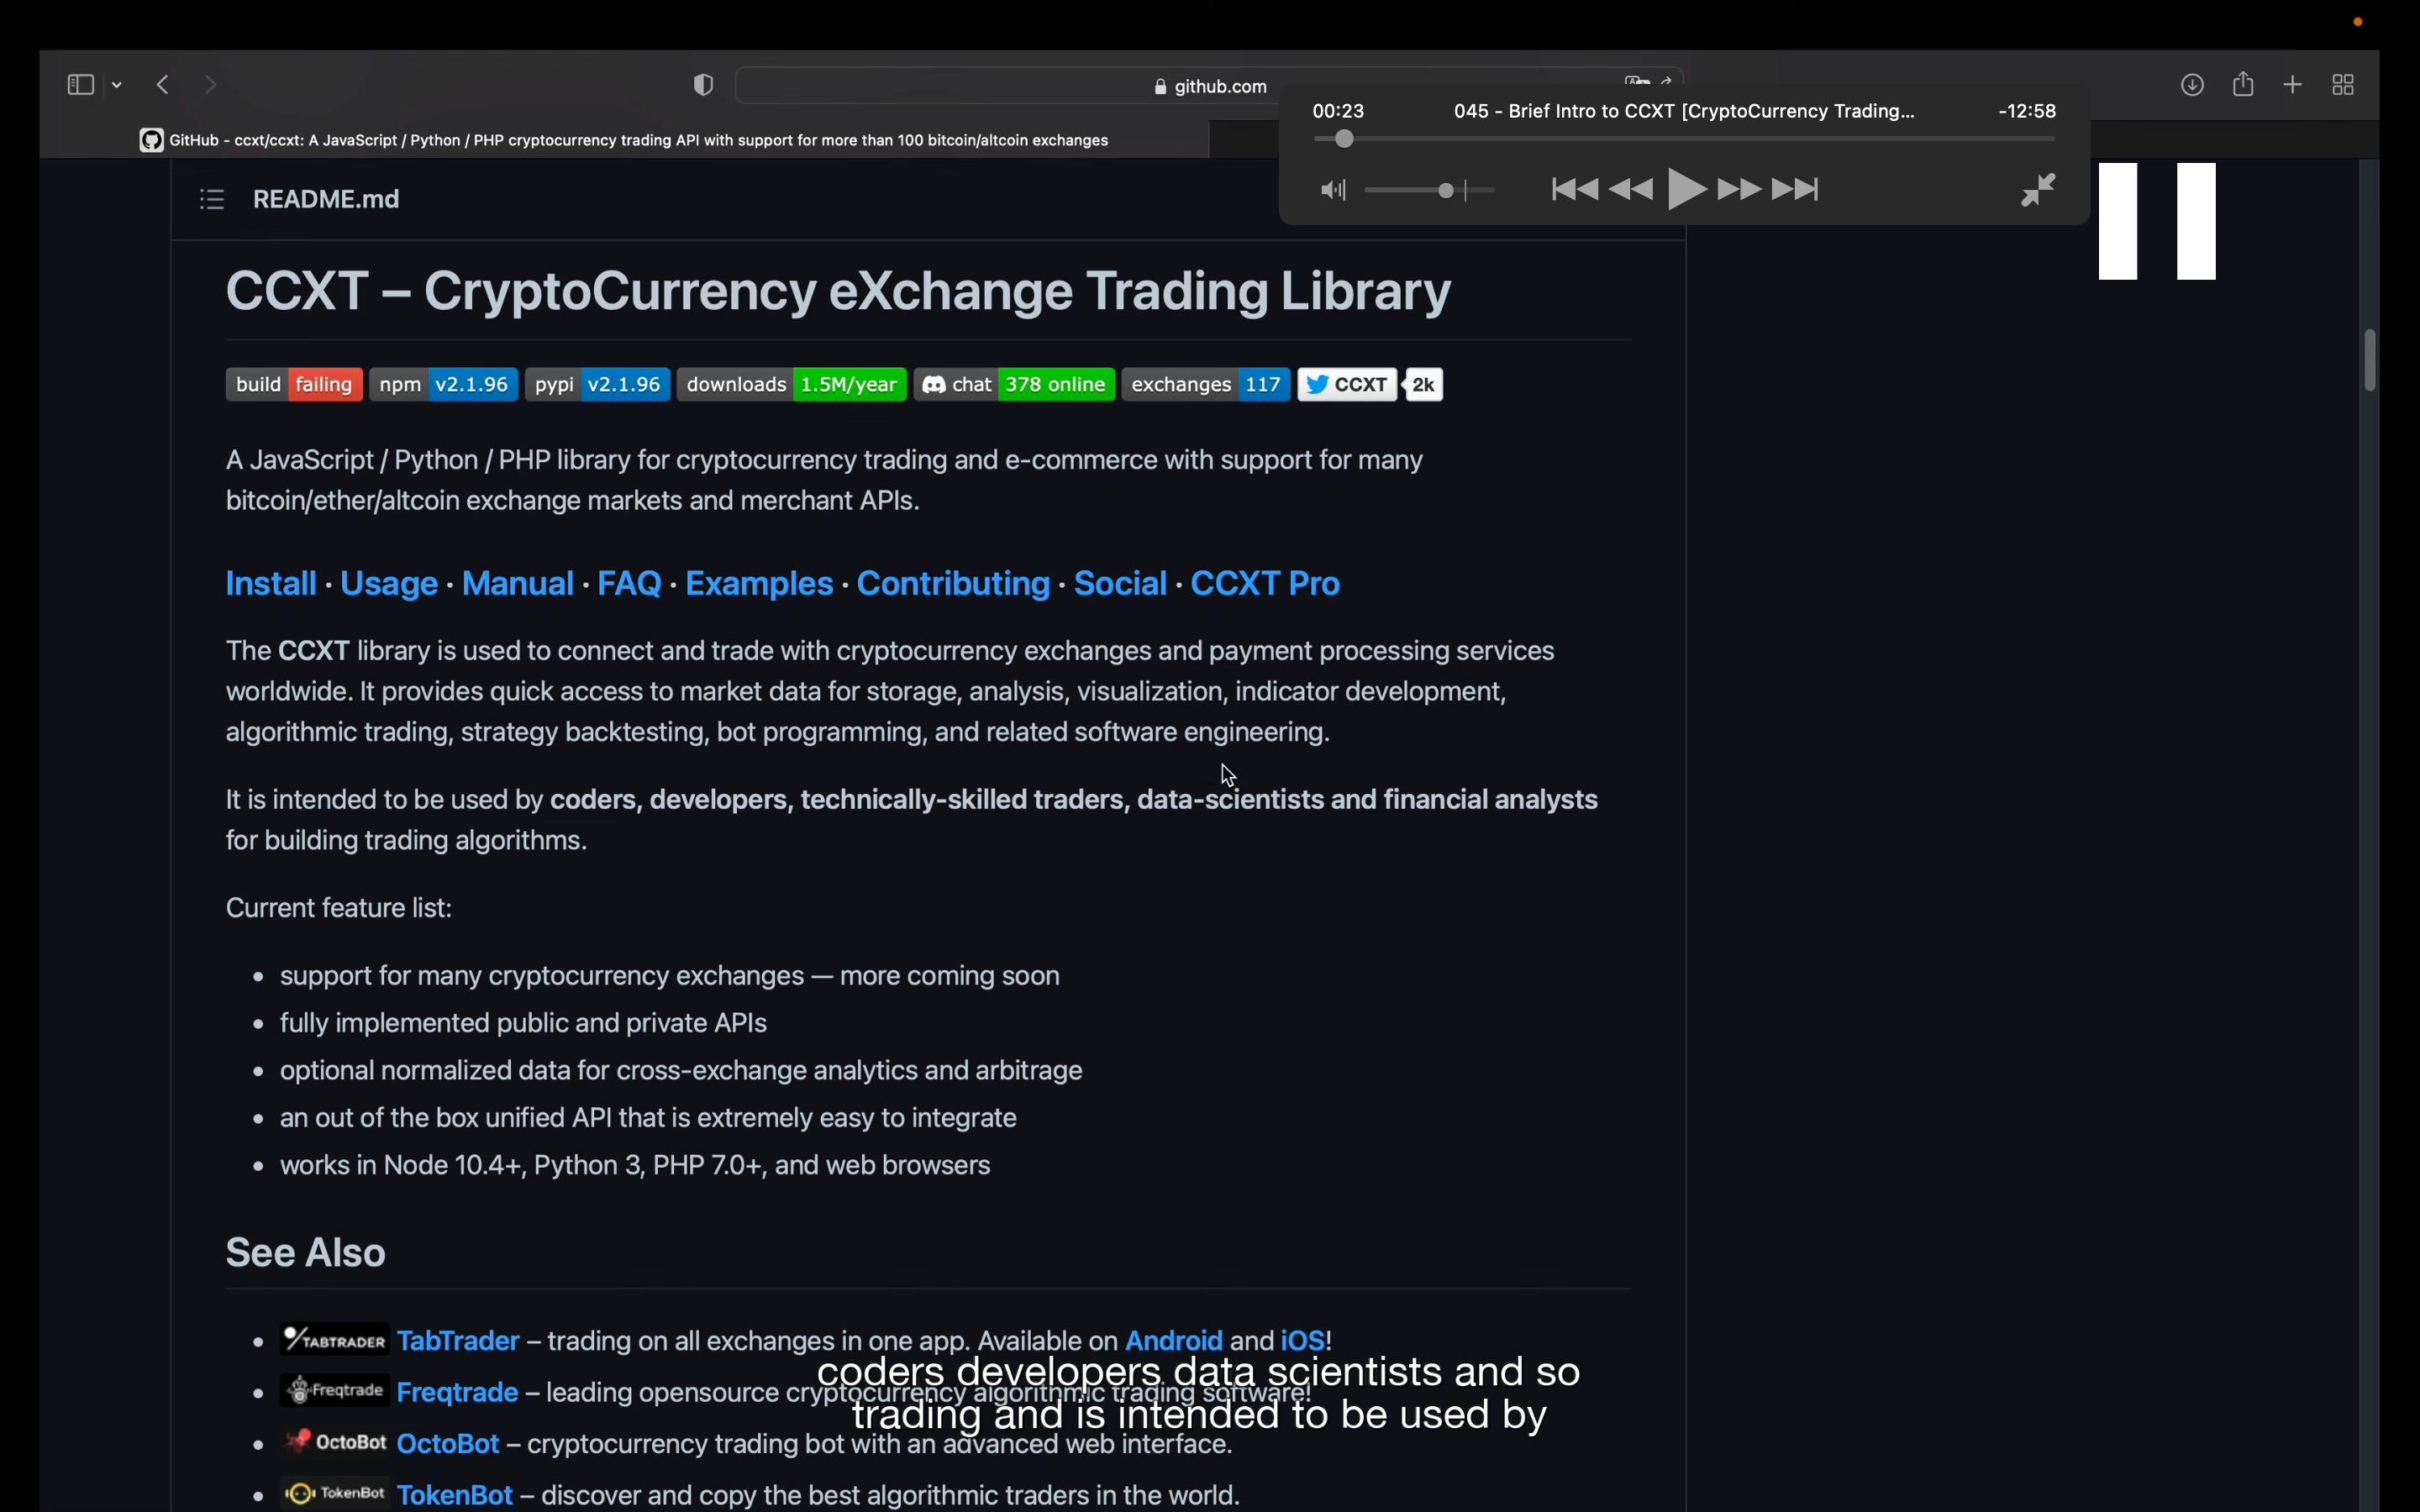 github.com
00:23 045 - Brief Intro to CCXT [CryptoCurrency Trading... -12:58
GitHub - ccxt/ccxt: A JavaScript / Python / PHP cryptocurrency trading API with support for more than 100 bitcoin/altcoin exchanges
README.md
CCXT – CryptoCurrency eXchange Trading Library
build failing npm v2.1.96 pypi v2.1.96 downloads 1.5M/year chat 378 online exchanges 117 CCXT 2k
A JavaScript / Python / PHP library for cryptocurrency trading and e-commerce with support for many
bitcoin/ether/altcoin exchange markets and merchant APIs.
Install · Usage · Manual · FAQ · Examples · Contributing · Social · CCXT Pro
The CCXT library is used to connect and trade with cryptocurrency exchanges and payment processing services
worldwide. It provides quick access to market data for storage, analysis, visualization, indicator development,
algorithmic trading, strategy backtesting, bot programming, and related software engineering.
It is intended to be used by coders, developers, technically-skilled traders, data-scientists and financial analysts
for building trading algorithms.
Current feature list:
• support for many cryptocurrency exchanges — more coming soon
• fully implemented public and private APIs
• optional normalized data for cross-exchange analytics and arbitrage
• an out of the box unified API that is extremely easy to integrate
• works in Node 10.4+, Python 3, PHP 7.0+, and web browsers
See Also
• TABTRADER TabTrader – trading on all exchanges in one app. Available on Android and iOS!
coders developers data scientists and so
• Freqtrade Freqtrade – leading opensource cryptocurrency algorithmic trading software!
trading and is intended to be used by
• OctoBot OctoBot – cryptocurrency trading bot with an advanced web interface.
• TokenBot TokenBot – discover and copy the best algorithmic traders in the world.